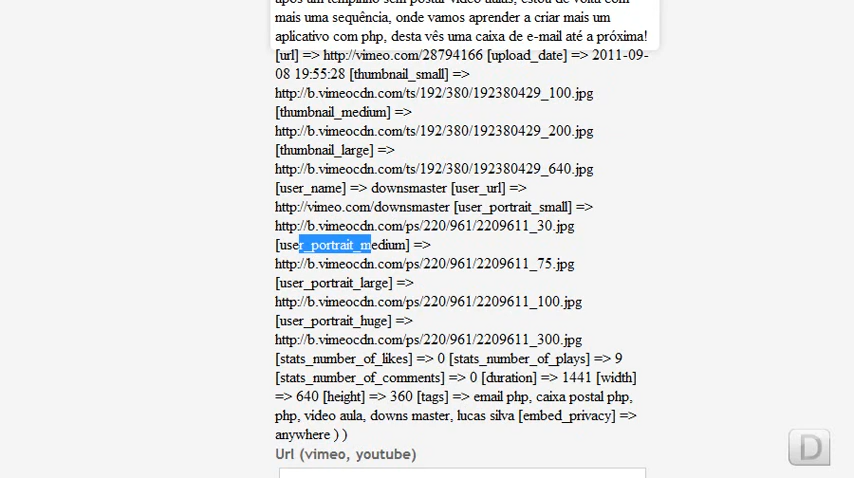 após um tempinho sem postar video aulas, estou de volta com
mais uma sequência, onde vamos aprender a criar mais um
aplicativo com php, desta vês uma caixa de e-mail até a próxima!
[url] => http://vimeo.com/28794166 [upload_date] => 2011-09-
08 19:55:28 [thumbnail_small] =>
http://b.vimeocdn.com/ts/192/380/192380429_100.jpg
[thumbnail_medium] =>
http://b.vimeocdn.com/ts/192/380/192380429_200.jpg
[thumbnail_large] =>
http://b.vimeocdn.com/ts/192/380/192380429_640.jpg
[user_name] => downsmaster [user_url] =>
http://vimeo.com/downsmaster [user_portrait_small] =>
http://b.vimeocdn.com/ps/220/961/2209611_30.jpg
[user_portrait_medium] =>
http://b.vimeocdn.com/ps/220/961/2209611_75.jpg
[user_portrait_large] =>
http://b.vimeocdn.com/ps/220/961/2209611_100.jpg
[user_portrait_huge] =>
http://b.vimeocdn.com/ps/220/961/2209611_300.jpg
[stats_number_of_likes] => 0 [stats_number_of_plays] => 9
[stats_number_of_comments] => 0 [duration] => 1441 [width]
=> 640 [height] => 360 [tags] => email php, caixa postal php,
php, video aula, downs master, lucas silva [embed_privacy] =>
anywhere ) )
Url (vimeo, youtube)
D